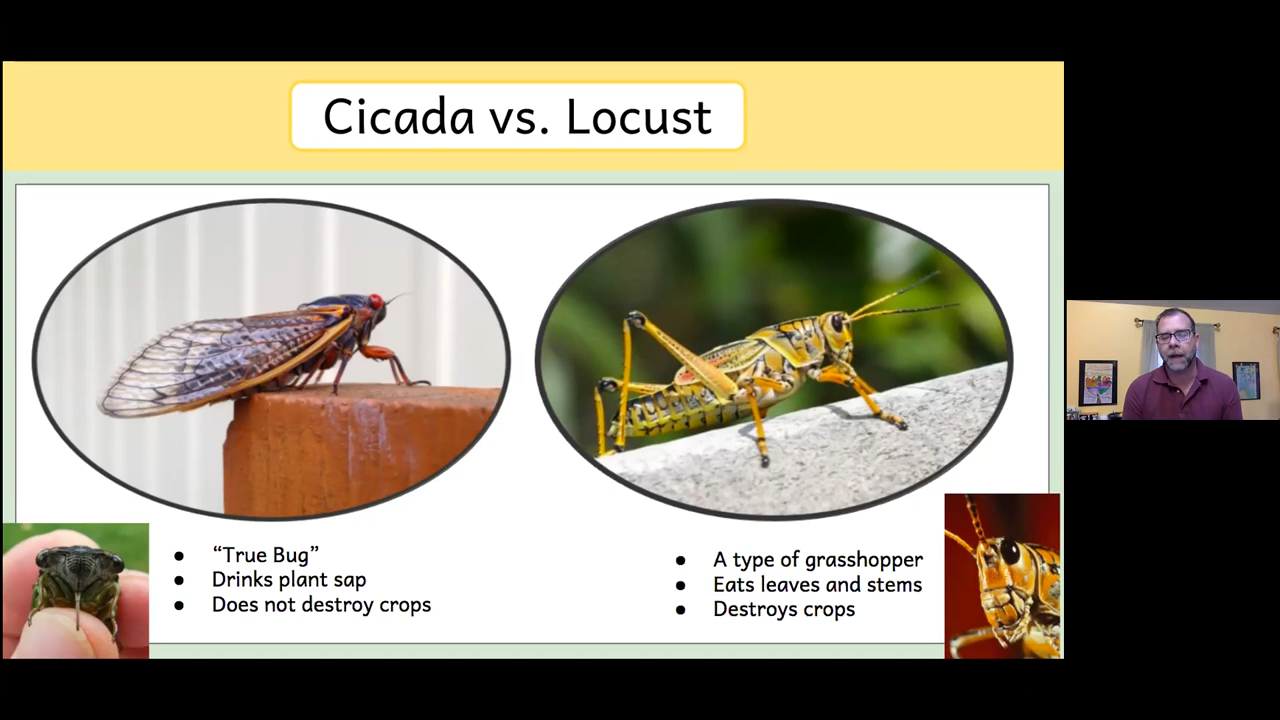 Cicada vs. Locust
● “True Bug”
● Drinks plant sap
● Does not destroy crops
● A type of grasshopper
● Eats leaves and stems
● Destroys crops